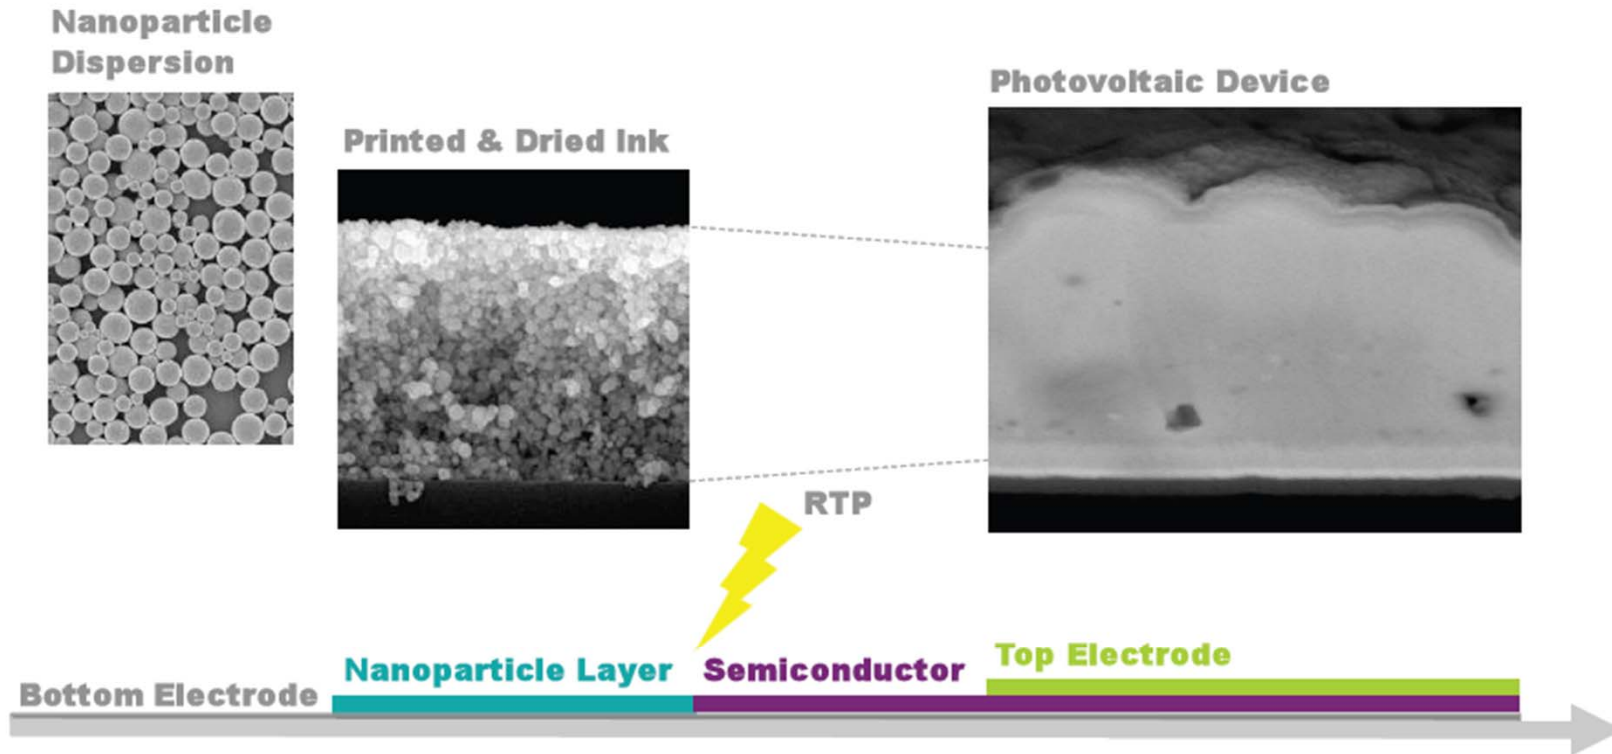 Nanoparticle
Dispersion
Printed & Dried Ink
Photovoltaic Device
RTP
Bottom Electrode
Nanoparticle Layer
Semiconductor
Top Electrode